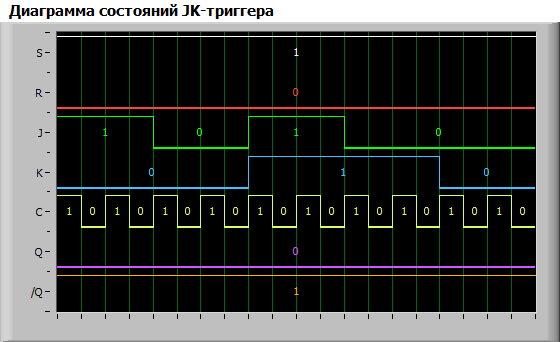 Диаграмма состояний JK-триггера
S 1
R 0
J 1 0 1 0
K 0 1 0
C 1 0 1 0 1 0 1 0 1 0 1 0 1 0 1 0 1 0 1 0
Q 0
/Q 1